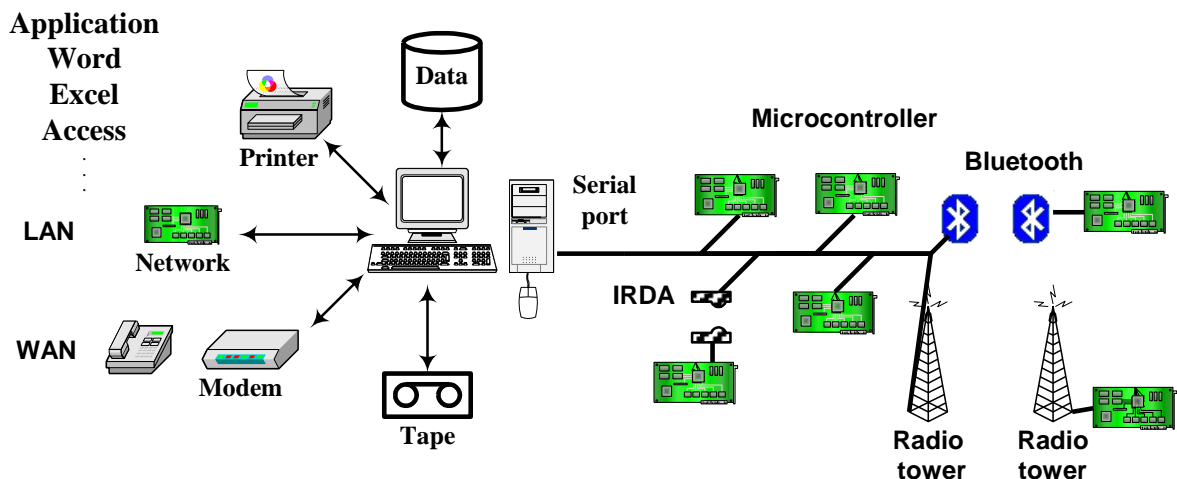 Application
Word
Excel
Access
.
.
.
LAN
WAN
Printer
Network
Modem
Data
Tape
Serial
port
Microcontroller
Bluetooth
IRDA
Radio
tower
Radio
tower